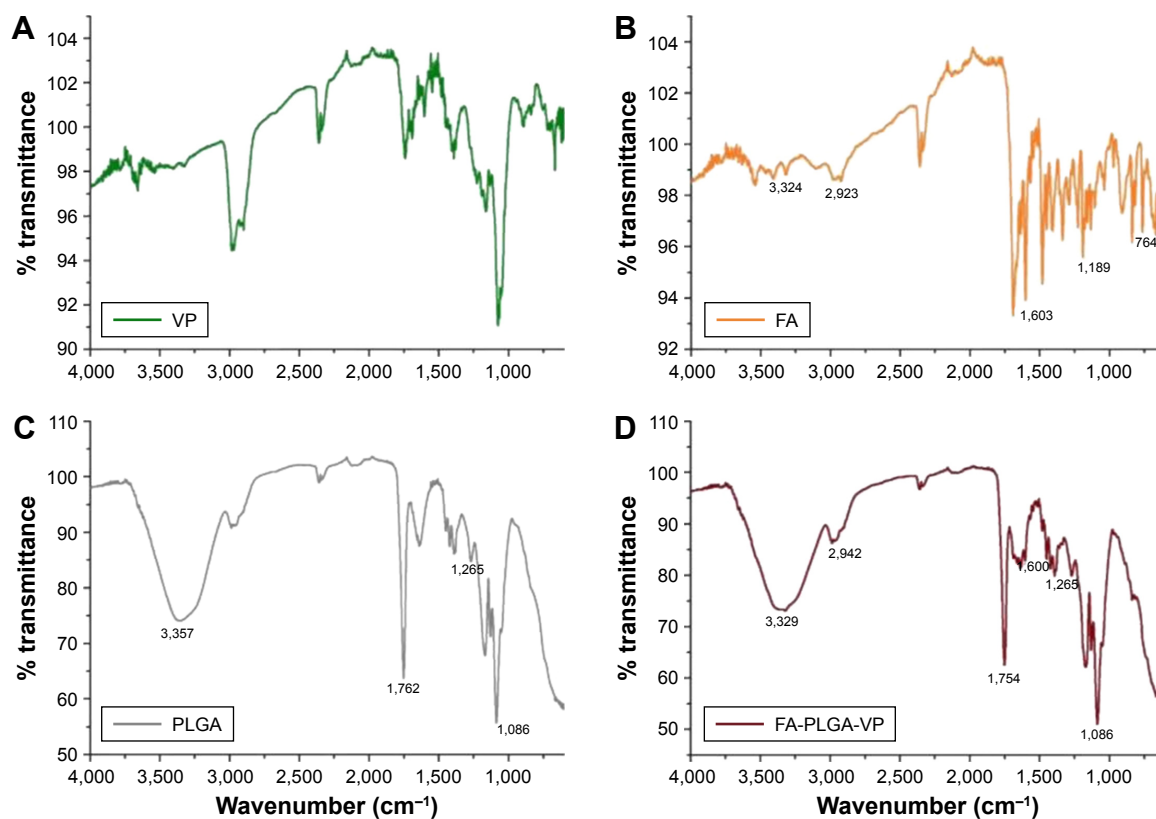 A
% transmittance
104
102
100
98
96
94
92
90
VP
4,000 3,500 3,000 2,500 2,000 1,500 1,000
B
% transmittance
104
102
100
98
96
94
92
3,324
2,923
1,603
1,189
764
FA
4,000 3,500 3,000 2,500 2,000 1,500 1,000
C
% transmittance
110
100
90
80
70
60
50
3,357
1,762
1,265
1,086
PLGA
4,000 3,500 3,000 2,500 2,000 1,500 1,000
Wavenumber (cm⁻¹)
D
% transmittance
110
100
90
80
70
60
50
3,329
2,942
1,754
1,600
1,265
1,086
FA-PLGA-VP
4,000 3,500 3,000 2,500 2,000 1,500 1,000
Wavenumber (cm⁻¹)